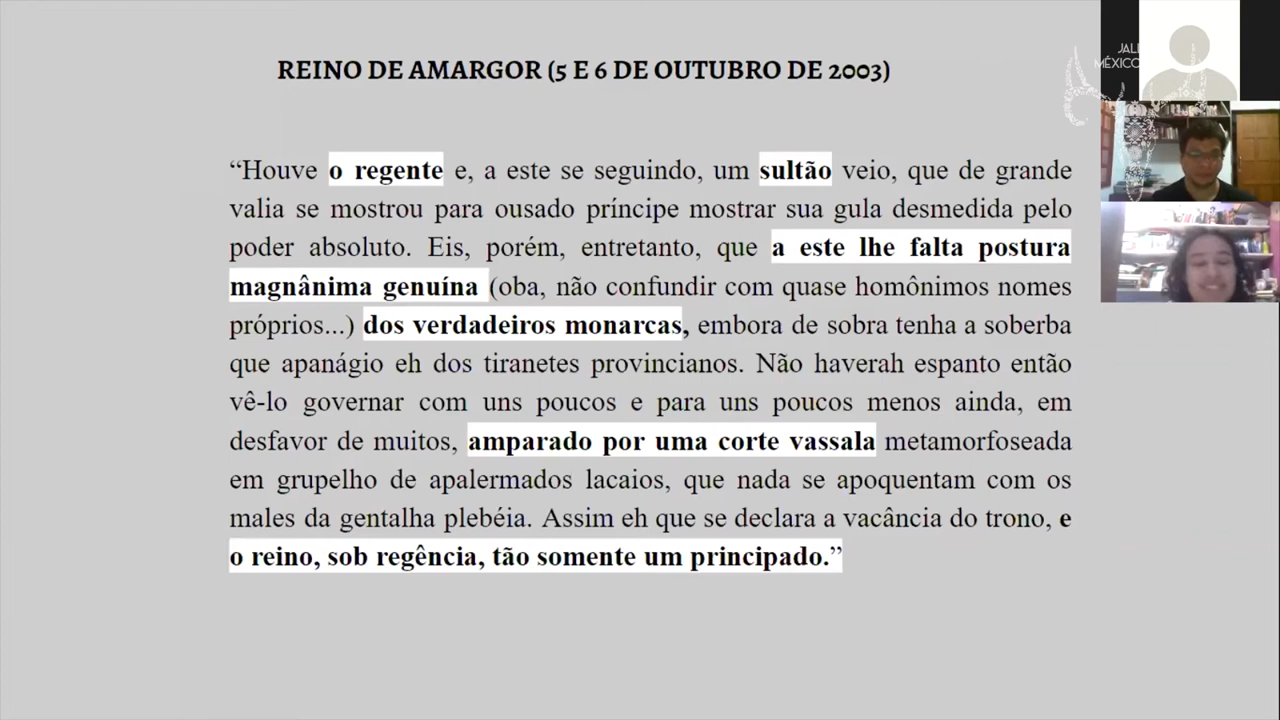 REINO DE AMARGOR (5 E 6 DE OUTUBRO DE 2003)
“Houve o regente e, a este se seguindo, um sultão veio, que de grande
valia se mostrou para ousado príncipe mostrar sua gula desmedida pelo
poder absoluto. Eis, porém, entretanto, que a este lhe falta postura
magnânima genuína (oba, não confundir com quase homônimos nomes
próprios...) dos verdadeiros monarcas, embora de sobra tenha a soberba
que apanágio eh dos tiranetes provincianos. Não haverah espanto então
vê-lo governar com uns poucos e para uns poucos menos ainda, em
desfavor de muitos, amparado por uma corte vassala metamorfoseada
em grupelho de apalermados lacaios, que nada se apoquentam com os
males da gentalha plebéia. Assim eh que se declara a vacância do trono, e
o reino, sob regência, tão somente um principado.”
MÉXICO